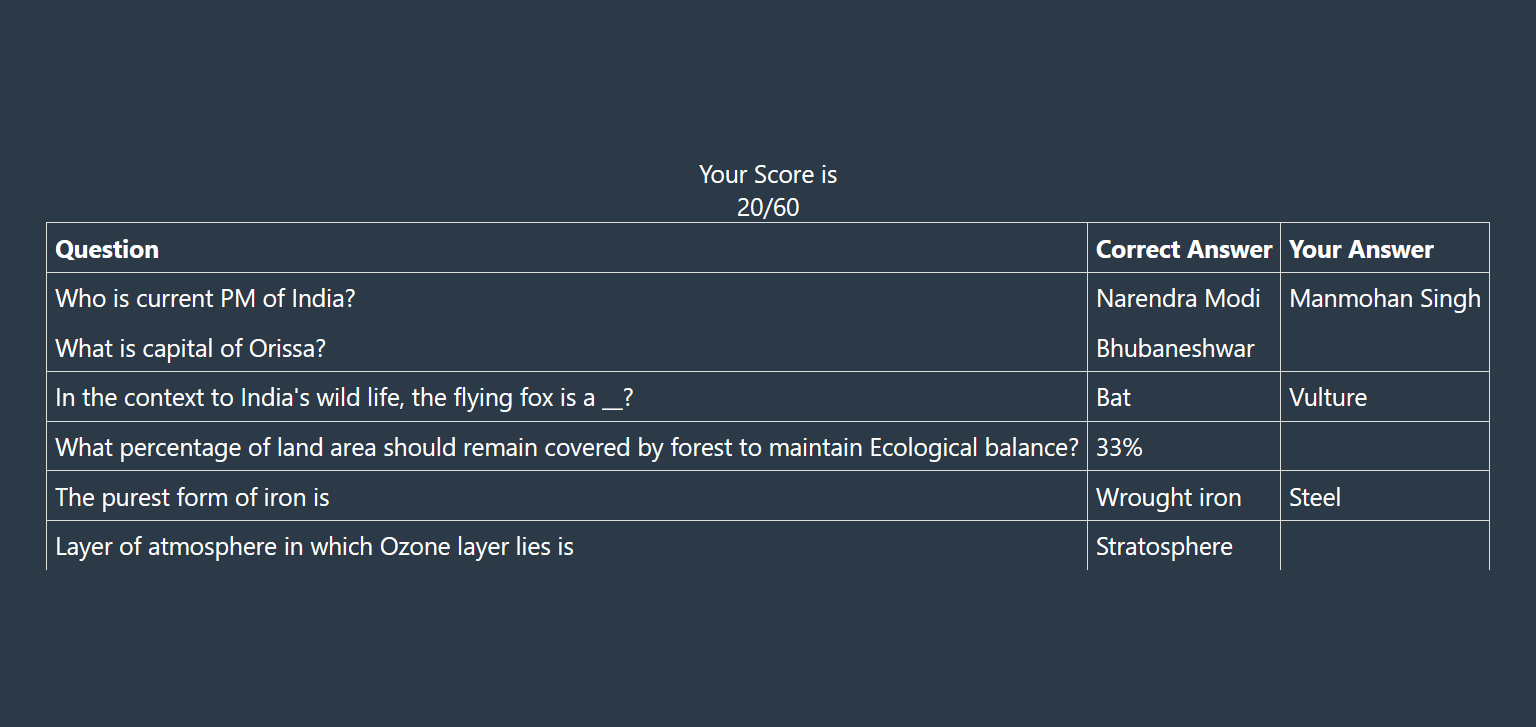 Your Score is
20/60
Question Correct Answer Your Answer
Who is current PM of India? Narendra Modi Manmohan Singh
What is capital of Orissa? Bhubaneshwar
In the context to India's wild life, the flying fox is a __? Bat Vulture
What percentage of land area should remain covered by forest to maintain Ecological balance? 33%
The purest form of iron is Wrought iron Steel
Layer of atmosphere in which Ozone layer lies is Stratosphere